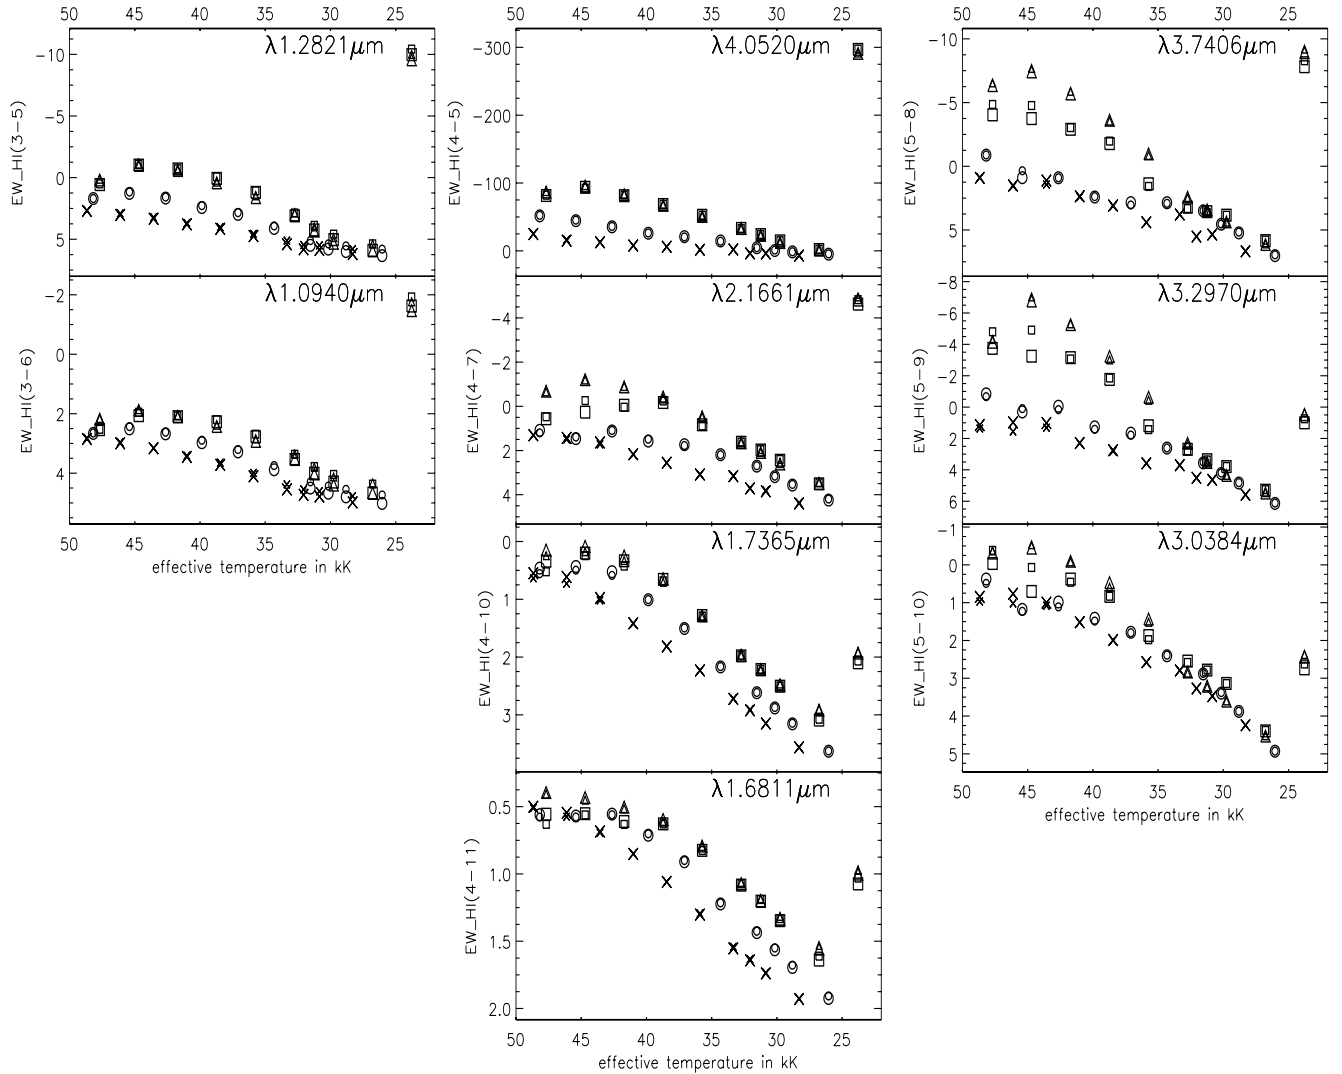 50 45 40 35 30 25
50 45 40 35 30 25
50 45 40 35 30 25
λ1.2821μm
EW_HI(3−5)
−10
−5
0
5
λ4.0520μm
EW_HI(4−5)
−300
−200
−100
0
λ3.7406μm
EW_HI(5−8)
−10
−5
0
5
λ1.0940μm
EW_HI(3−6)
−2
0
2
4
50 45 40 35 30 25
effective temperature in kK
λ2.1661μm
EW_HI(4−7)
−4
−2
0
2
4
λ3.2970μm
EW_HI(5−9)
−8
−6
−4
−2
0
2
4
6
λ1.7365μm
EW_HI(4−10)
0
1
2
3
λ3.0384μm
EW_HI(5−10)
−1
0
1
2
3
4
5
50 45 40 35 30 25
effective temperature in kK
λ1.6811μm
EW_HI(4−11)
0.5
1.0
1.5
2.0
50 45 40 35 30 25
effective temperature in kK